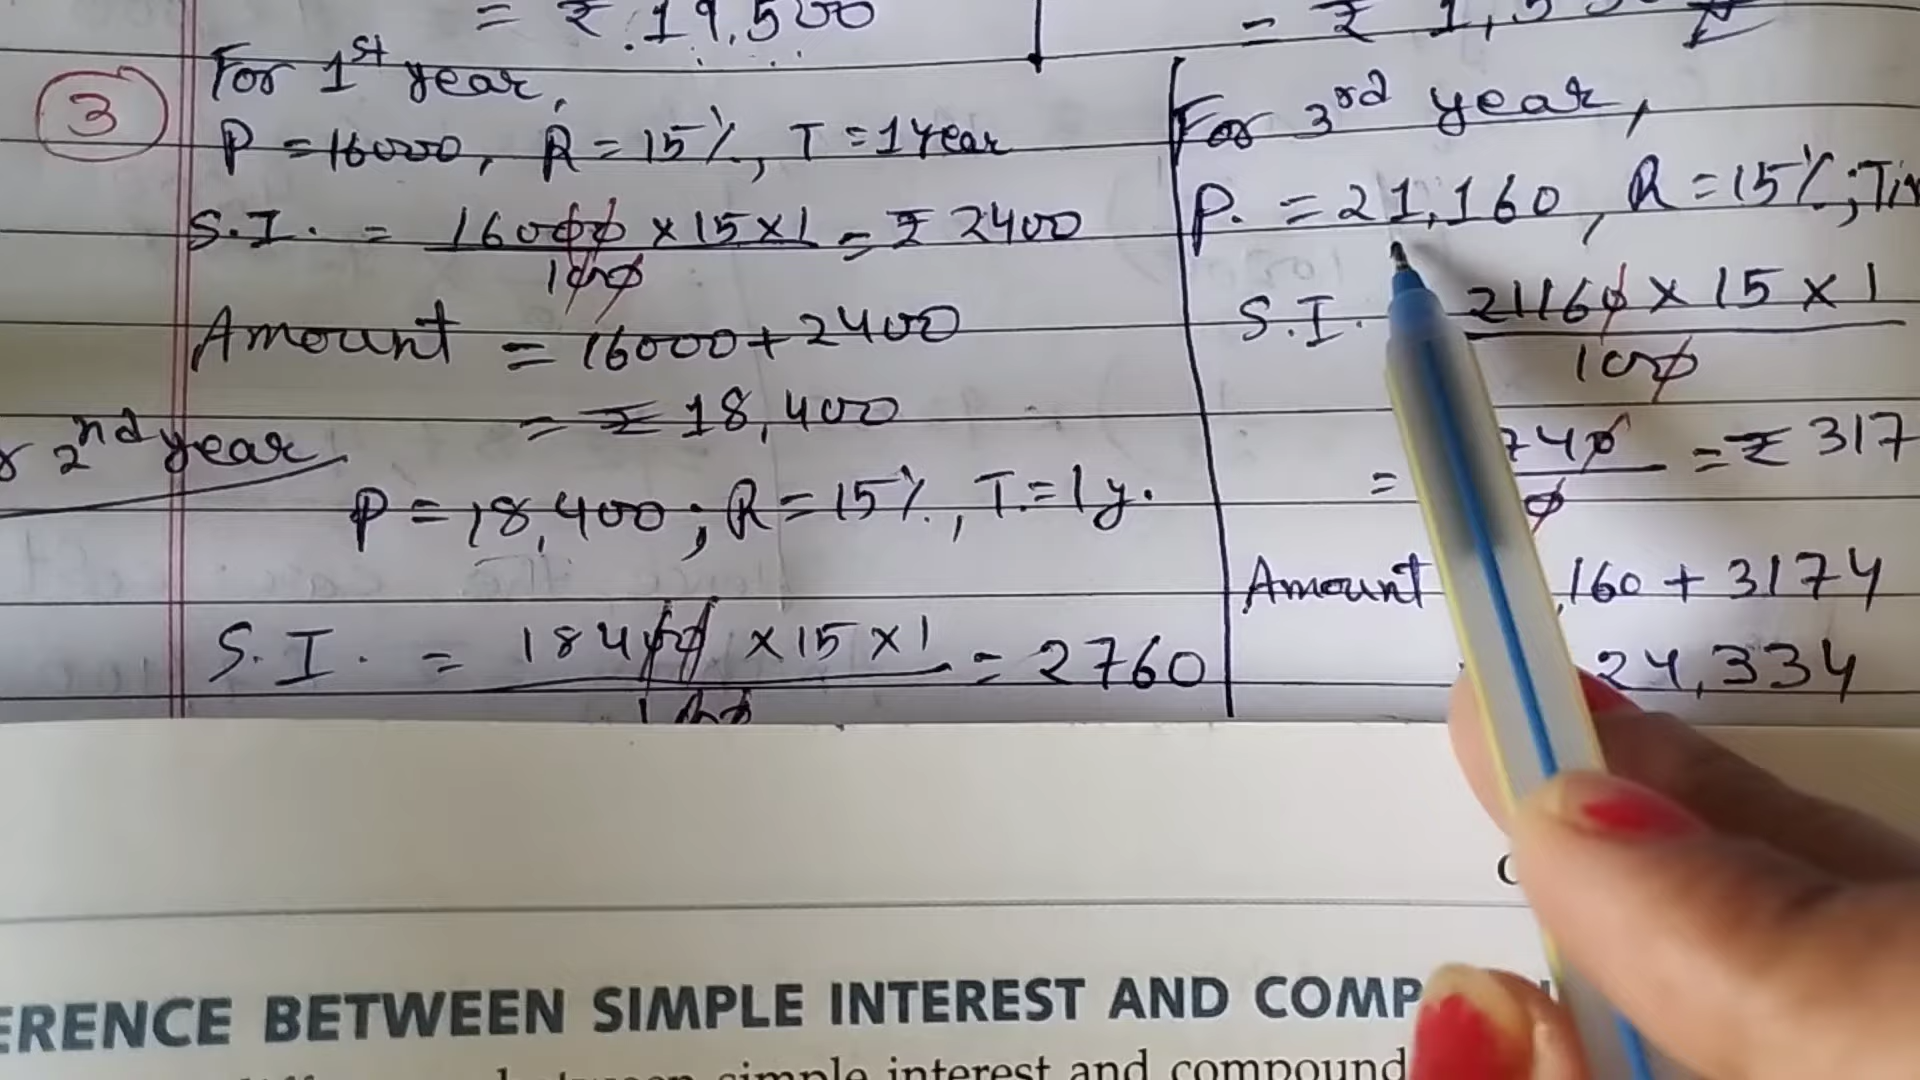 = ₹.19,500
= ₹ 1,5
3
For 1st year,
P = 16000, R = 15%, T = 1 Year
S.I. = 16000 x 15 x 1 = ₹ 2400
100
Amount = 16000 + 2400
= ₹ 18,400
2nd year
P = 18,400; R = 15%, T. = 1y.
S.I. = 18400 x 15 x 1 = 2760
100
For 3rd year,
P. = 21,160, R = 15%; Tim
S.I. 21160 x 15 x 1
100
= 740 = ₹ 317
Amount ,160 + 3174
24,334
ERENCE BETWEEN SIMPLE INTEREST AND COMP
between simple interest and compound